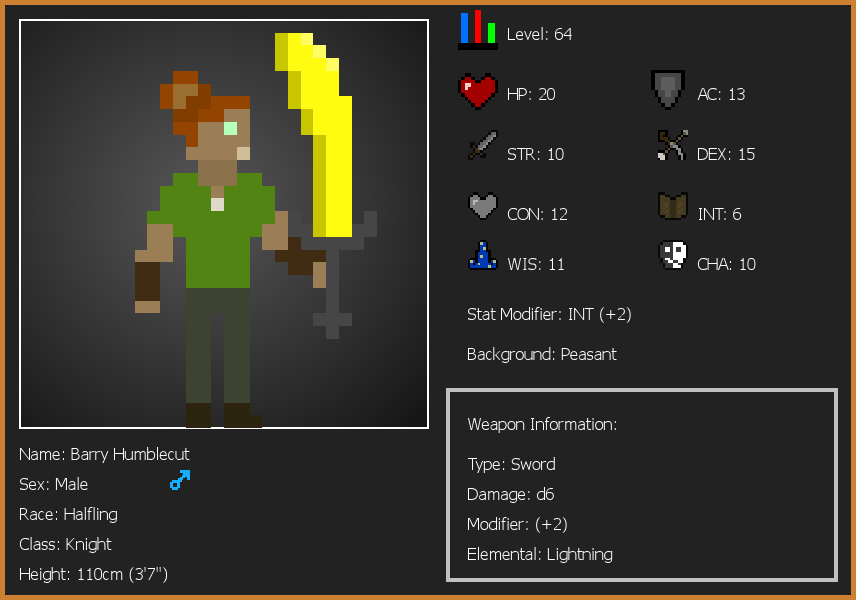 Level: 64
HP: 20
AC: 13
STR: 10
DEX: 15
CON: 12
INT: 6
WIS: 11
CHA: 10
Stat Modifier: INT (+2)
Background: Peasant
Weapon Information:
Type: Sword
Damage: d6
Modifier: (+2)
Elemental: Lightning
Name: Barry Humblecut
Sex: Male
Race: Halfling
Class: Knight
Height: 110cm (3'7")